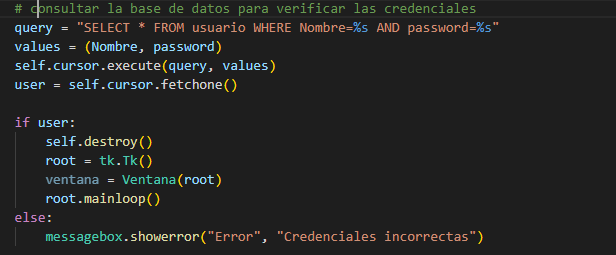 # consultar la base de datos para verificar las credenciales
query = "SELECT * FROM usuario WHERE Nombre=%s AND password=%s"
values = (Nombre, password)
self.cursor.execute(query, values)
user = self.cursor.fetchone()

if user:
    self.destroy()
    root = tk.Tk()
    ventana = Ventana(root)
    root.mainloop()
else:
    messagebox.showerror("Error", "Credenciales incorrectas")